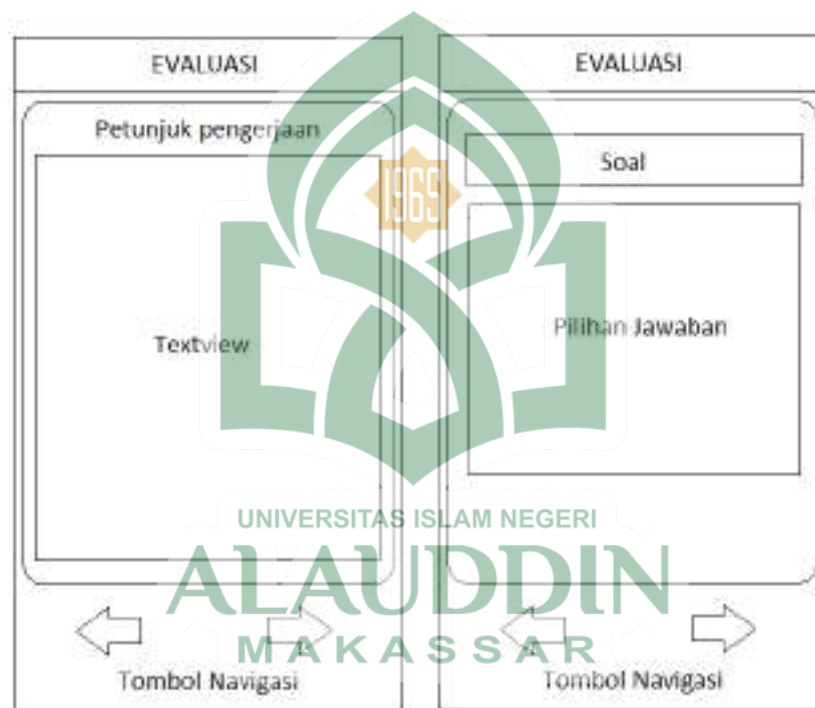 EVALUASI
Petunjuk pengerjaan
Textview
Tombol Navigasi
EVALUASI
Soal
Pilihan Jawaban
Tombol Navigasi
1965
UNIVERSITAS ISLAM NEGERI
ALAUDDIN
MAKASSAR